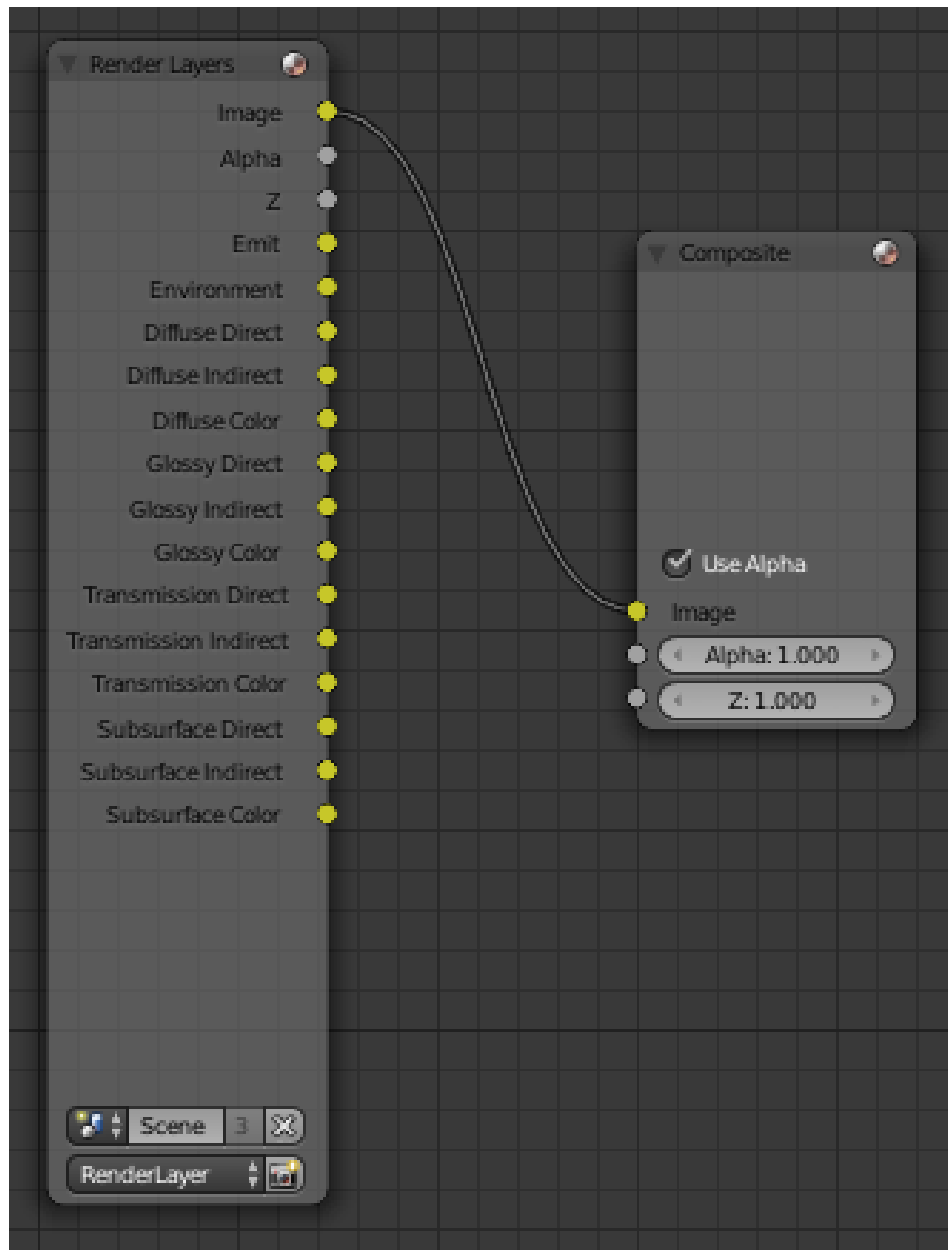 Render Layers
Image
Alpha
Z
Emit
Environment
Diffuse Direct
Diffuse Indirect
Diffuse Color
Glossy Direct
Glossy Indirect
Glossy Color
Transmission Direct
Transmission Indirect
Transmission Color
Subsurface Direct
Subsurface Indirect
Subsurface Color
Scene 3
RenderLayer
Composite
Use Alpha
Image
Alpha: 1.000
Z: 1.000